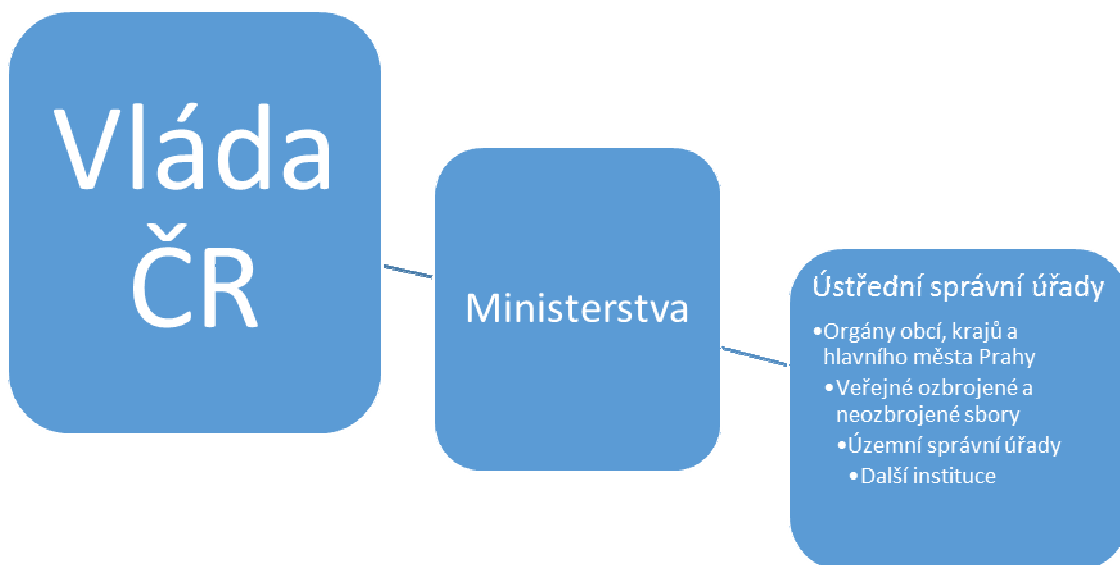 Vláda
ČR
Ministerstva
Ústřední správní úřady
•Orgány obcí, krajů a
hlavního města Prahy
•Veřejné ozbrojené a
neozbrojené sbory
•Územní správní úřady
•Další instituce